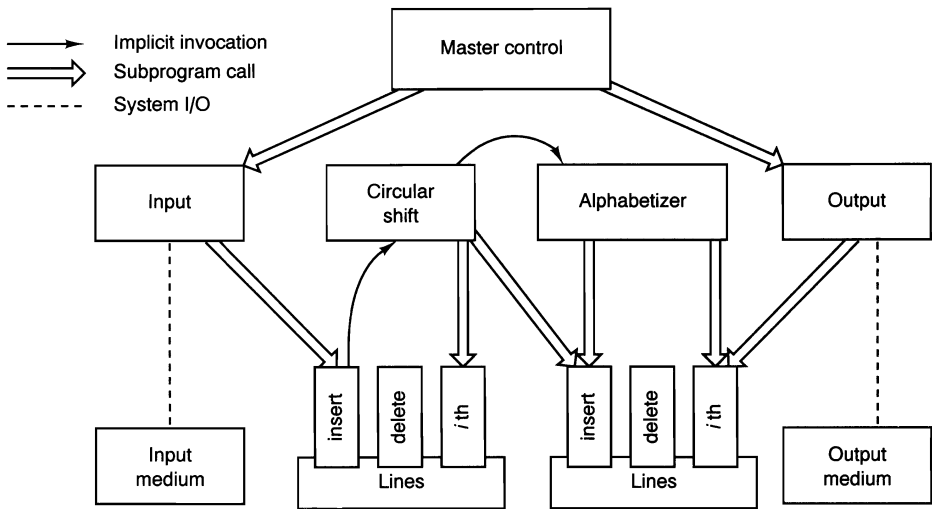 Implicit invocation
Subprogram call
System I/O
Master control
Input
Circular
shift
Alphabetizer
Output
insert
delete
i th
insert
delete
i th
Input
medium
Lines
Lines
Output
medium